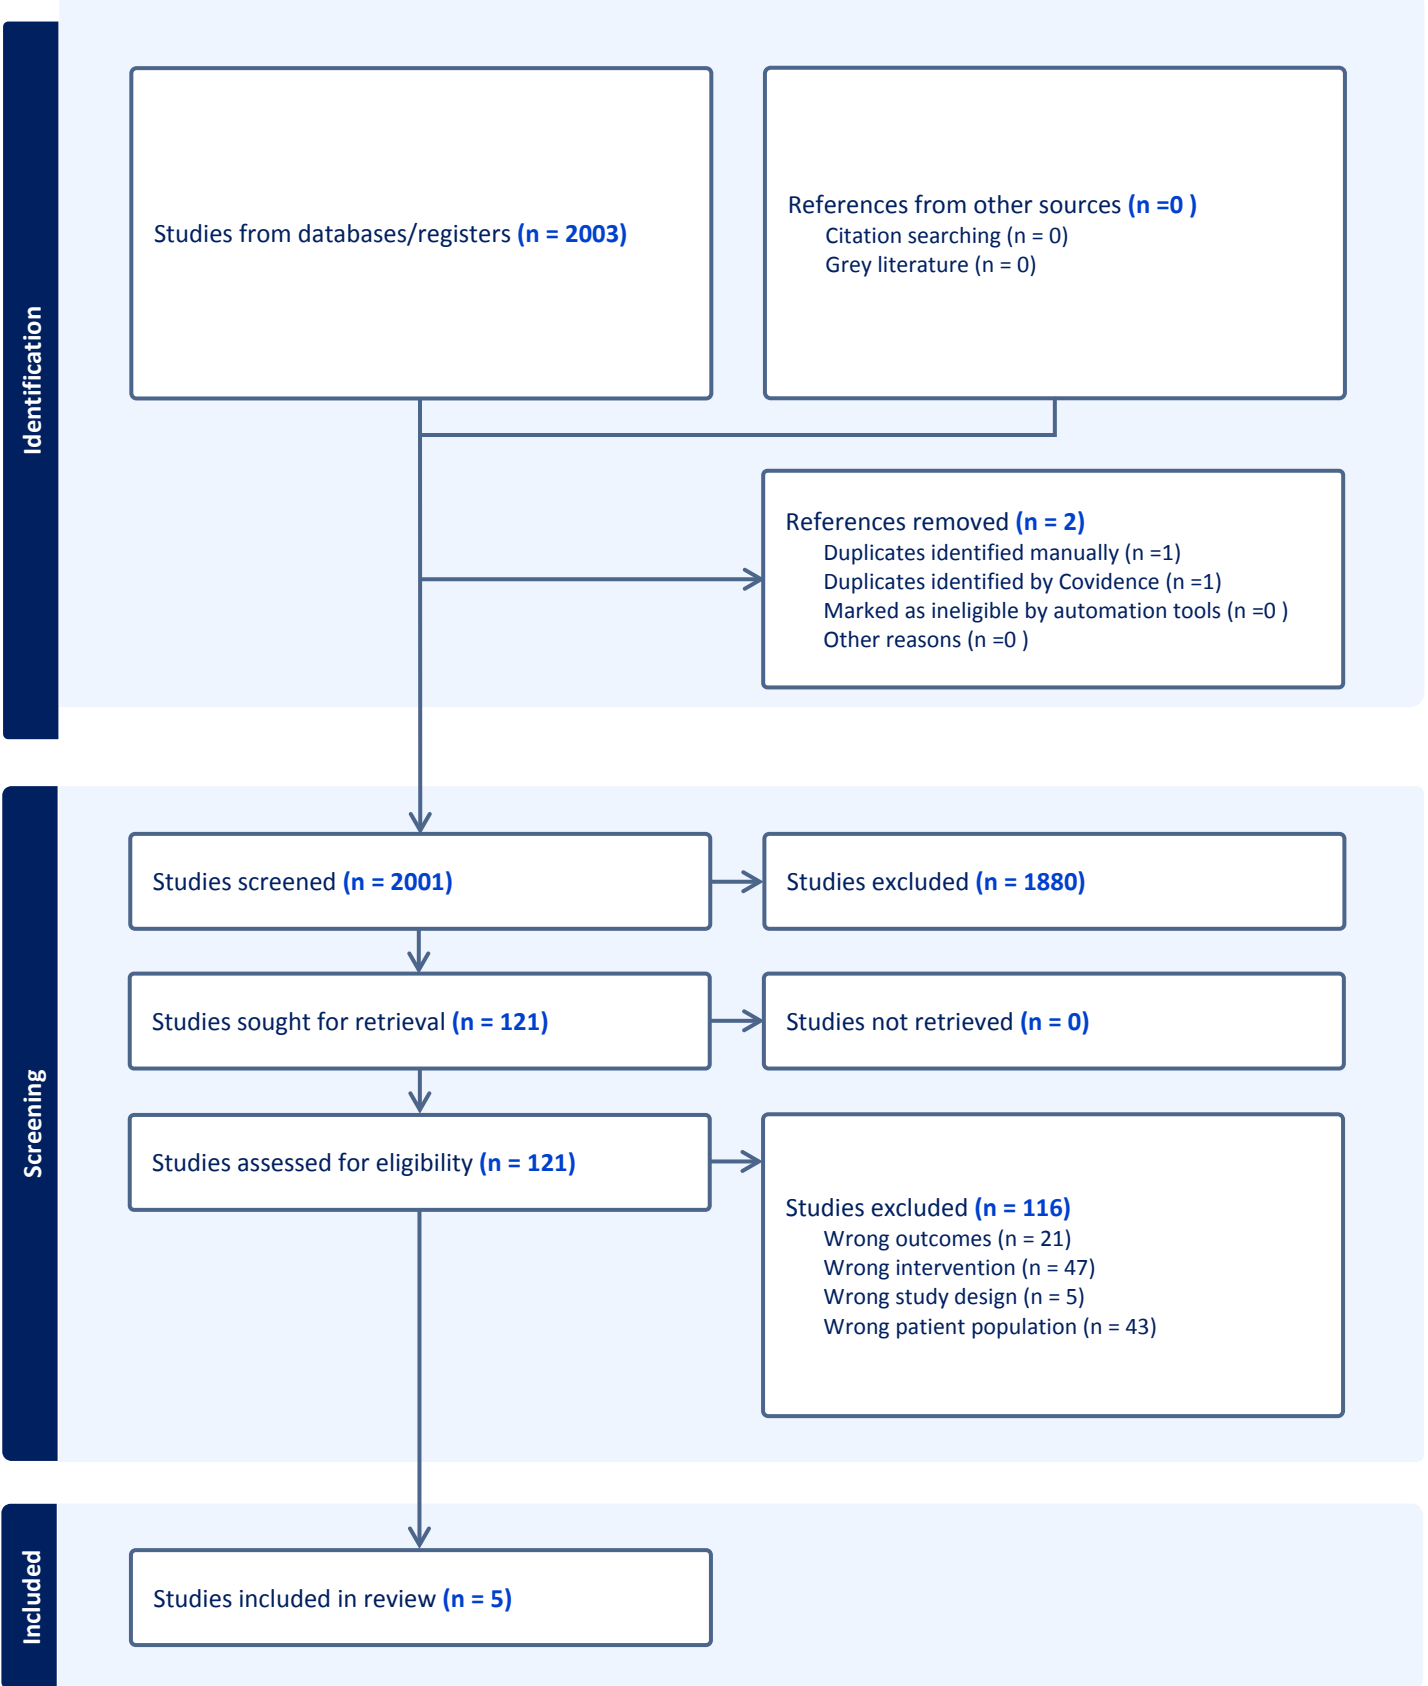 Identification
Studies from databases/registers (n = 2003)
References from other sources (n =0 )
Citation searching (n = 0)
Grey literature (n = 0)
References removed (n = 2)
Duplicates identified manually (n =1)
Duplicates identified by Covidence (n =1)
Marked as ineligible by automation tools (n =0 )
Other reasons (n =0 )
Screening
Studies screened (n = 2001)
Studies excluded (n = 1880)
Studies sought for retrieval (n = 121)
Studies not retrieved (n = 0)
Studies assessed for eligibility (n = 121)
Studies excluded (n = 116)
Wrong outcomes (n = 21)
Wrong intervention (n = 47)
Wrong study design (n = 5)
Wrong patient population (n = 43)
Included
Studies included in review (n = 5)